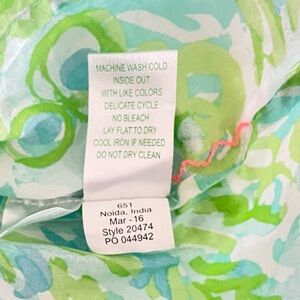 MACHINE WASH COLD
INSIDE OUT
WITH LIKE COLORS
DELICATE CYCLE
NO BLEACH
LAY FLAT TO DRY
COOL IRON IF NEEDED
DO NOT DRY CLEAN
651
Noida, India
Mar - 16
Style 20474
PO 044942